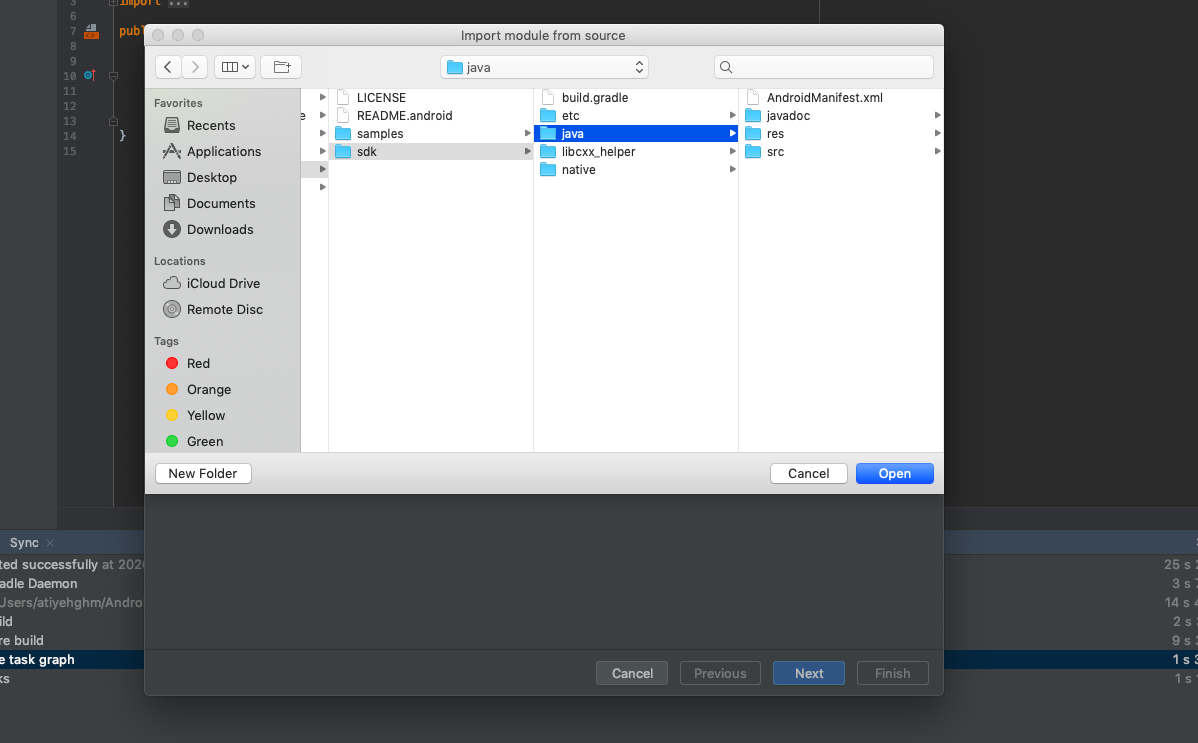 3 import ...
6
7 publ
8
9
10
11
12
13
14 }
15
Import module from source
java
Favorites
Recents
Applications
Desktop
Documents
Downloads
Locations
iCloud Drive
Remote Disc
Tags
Red
Orange
Yellow
Green
e
LICENSE
README.android
samples
sdk
build.gradle
etc
java
libcxx_helper
native
AndroidManifest.xml
javadoc
res
src
New Folder
Cancel
Open
Sync
ted successfully at 202
25 s
adle Daemon
3 s
Users/atiyehghm/Andro
14 s
ild
2 s
re build
9 s
e task graph
1 s
ks
1 s
Cancel
Previous
Next
Finish